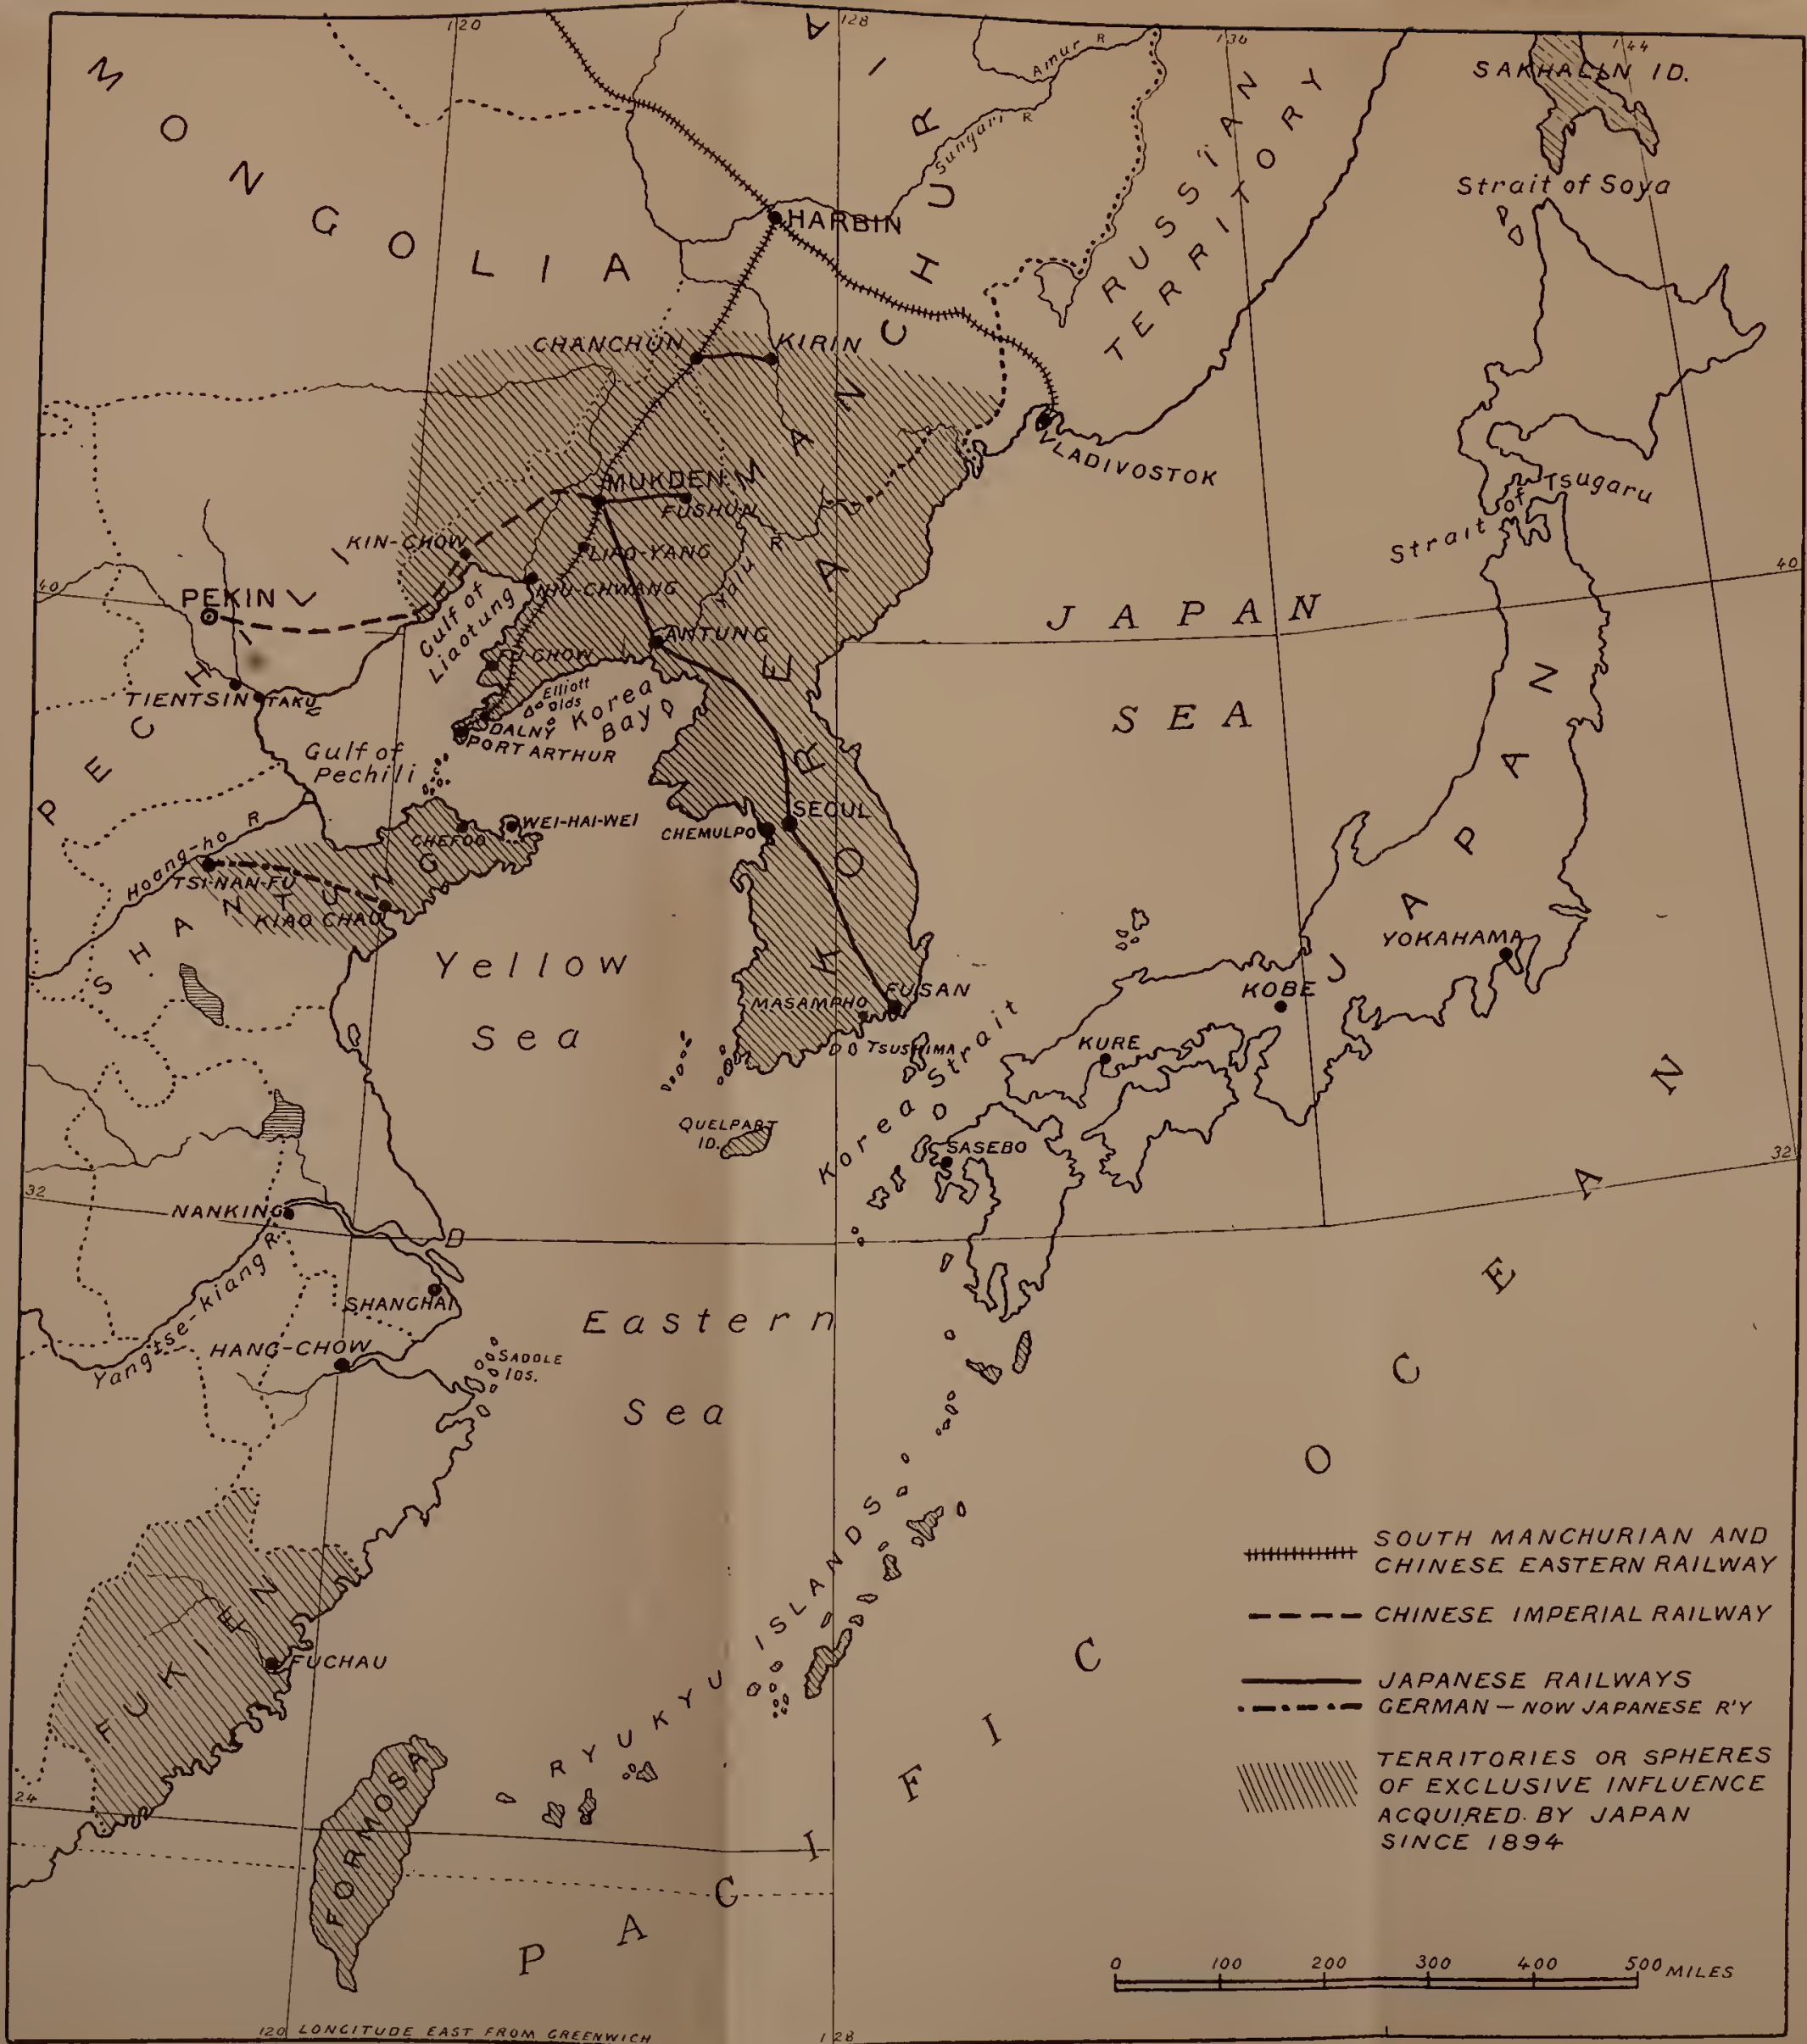 120
128
136
144
MONGOLIA
MANCHURIA
Amur R
Sungari R
RUSSIAN
TERRITORY
SAKHALIN ID.
Strait of Soya
HARBIN
CHANCHUN
KIRIN
VLADIVOSTOK
MUKDEN
FUSHUN
KIN-CHOW
LIAO-YANG
NIU-CHWANG
YALU R
Strait of Tsugaru
40
40
PEKIN
PECHILI
Gulf of
Liaotung
ANTUNG
FU-CHOW
Elliott
Ids
Korea
Bay
TIENTSIN
TAKU
DALNY
PORT ARTHUR
Gulf of
Pechili
JAPAN
SEA
KOREA
JAPAN
Hoang-ho R
CHEFOO
WEI-HAI-WEI
CHEMULPO
SEOUL
TSI-NAN-FU
KIAO CHAU
SHANTUNG
Yellow
Sea
MASAMPHO
FUSAN
TSUSHIMA
Korea Strait
YOKAHAMA
KOBE
KURE
QUELPART
ID.
SASEBO
32
32
NANKING
Yangtse-Kiang R.
SHANGHAI
HANG-CHOW
SADDLE
IDS.
Eastern
Sea
FUKIEN
FUCHAU
RYUKYU ISLANDS
FORMOSA
24
PACIFIC OCEAN
SOUTH MANCHURIAN AND
CHINESE EASTERN RAILWAY
CHINESE IMPERIAL RAILWAY
JAPANESE RAILWAYS
GERMAN — NOW JAPANESE R'Y
TERRITORIES OR SPHERES
OF EXCLUSIVE INFLUENCE
ACQUIRED BY JAPAN
SINCE 1894
0 100 200 300 400 500 MILES
120 LONGITUDE EAST FROM GREENWICH
128